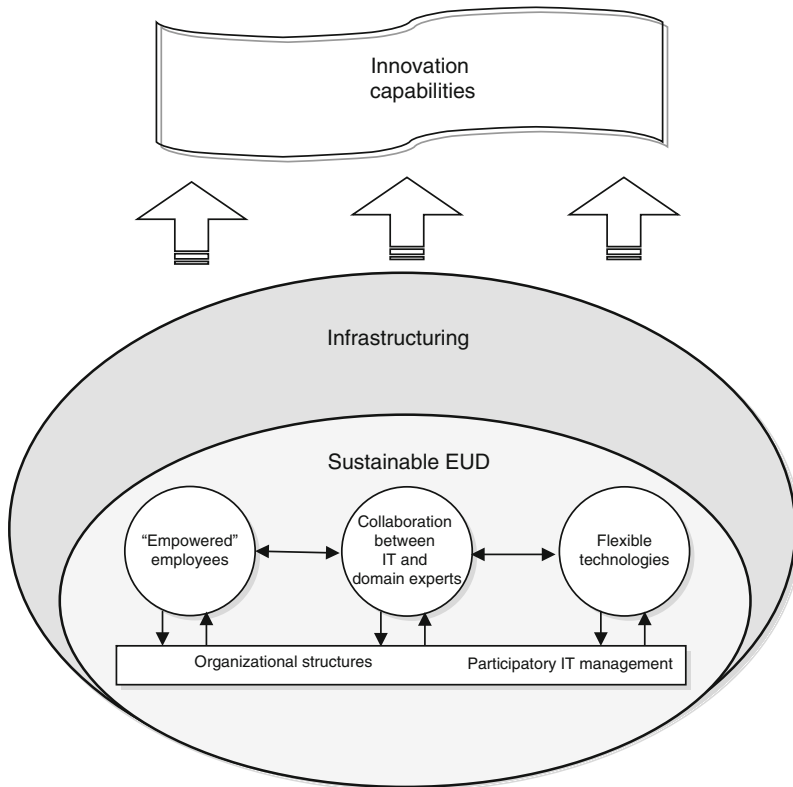 Innovation
capabilities
Infrastructuring
Sustainable EUD
“Empowered”
employees
Collaboration
between
IT and
domain experts
Flexible
technologies
Organizational structures
Participatory IT management